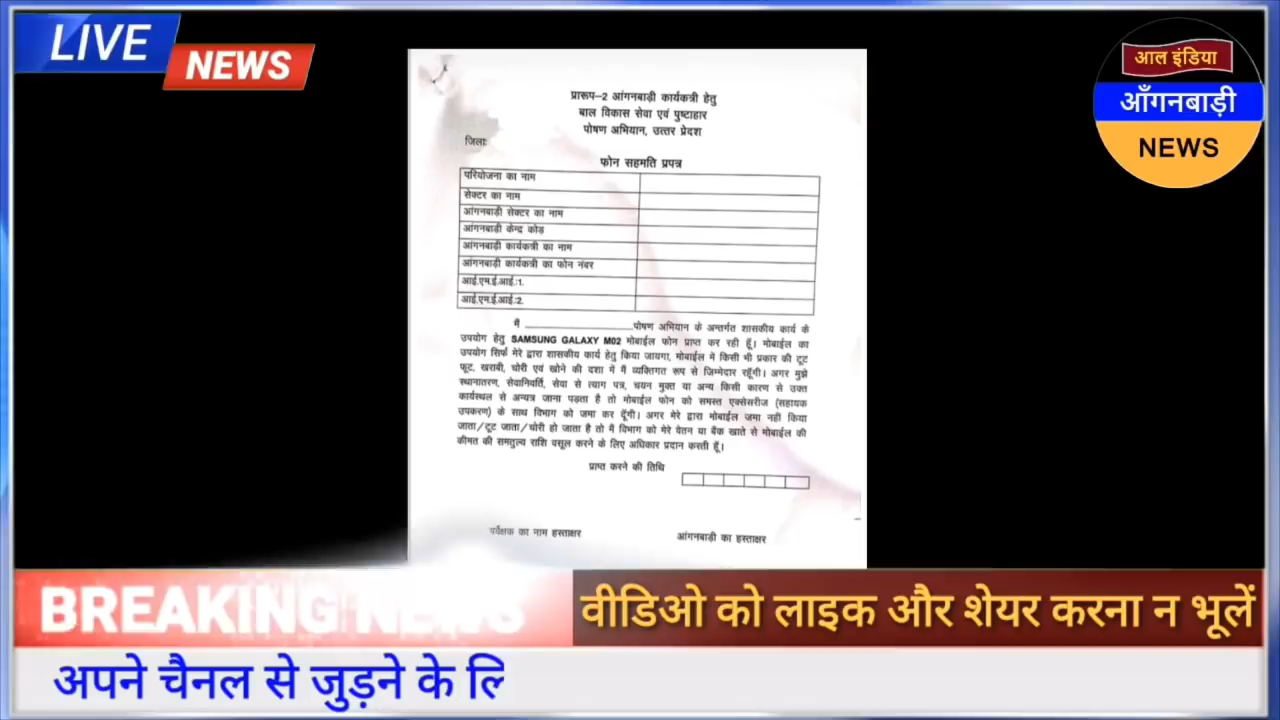 LIVE
NEWS
आल इंडिया
आँगनबाड़ी
NEWS
प्रारूप–2 आंगनबाड़ी कार्यकत्री हेतु
बाल विकास सेवा एवं पुष्टाहार
पोषण अभियान, उत्तर प्रदेश
जिलाः
फोन सहमति प्रपत्र
परियोजना का नाम
सेक्टर का नाम
आंगनबाड़ी सेक्टर का नाम
आंगनबाड़ी केन्द्र कोड़
आंगनबाड़ी कार्यकत्री का नाम
आंगनबाड़ी कार्यकत्री का फोन नंबर
आई.एम.ई.आई.:1.
आई.एम.ई.आई.:2.
मैं ____________________पोषण अभियान के अन्तर्गत शासकीय कार्य के
उपयोग हेतु SAMSUNG GALAXY M02 मोबाईल फोन प्राप्त कर रही हूँ। मोबाईल का
उपयोग सिर्फ मेरे द्वारा शासकीय कार्य हेतु किया जायगा, मोबाईल में किसी भी प्रकार की टूट
फूट, खराबी, चोरी एवं खोने की दशा में मैं व्यक्तिगत रूप से जिम्मेदार रहूँगी। अगर मुझे
स्थानातरण, सेवानिवर्ति, सेवा से त्याग पत्र, चयन मुक्त या अन्य किसी कारण से उक्त
कार्यस्थल से अन्यत्र जाना पड़ता है तो मोबाईल फोन को समस्त एक्सेसरीज (सहायक
उपकरण) के साथ विभाग को जमा कर दूँगी। अगर मेरे द्वारा मोबाईल जमा नहीं किया
जाता/टूट जाता/चोरी हो जाता है तो मैं विभाग को मेरे वेतन या बैंक खाते से मोबाईल की
कीमत की समतुल्य राशि वसूल करने के लिए अधिकार प्रदान करती हूँ।
प्राप्त करने की तिथि
पर्वेक्षक का नाम हस्ताक्षर
आंगनबाड़ी का हस्ताक्षर
BREAKING NEWS
वीडिओ को लाइक और शेयर करना न भूलें
अपने चैनल से जुड़ने के लि